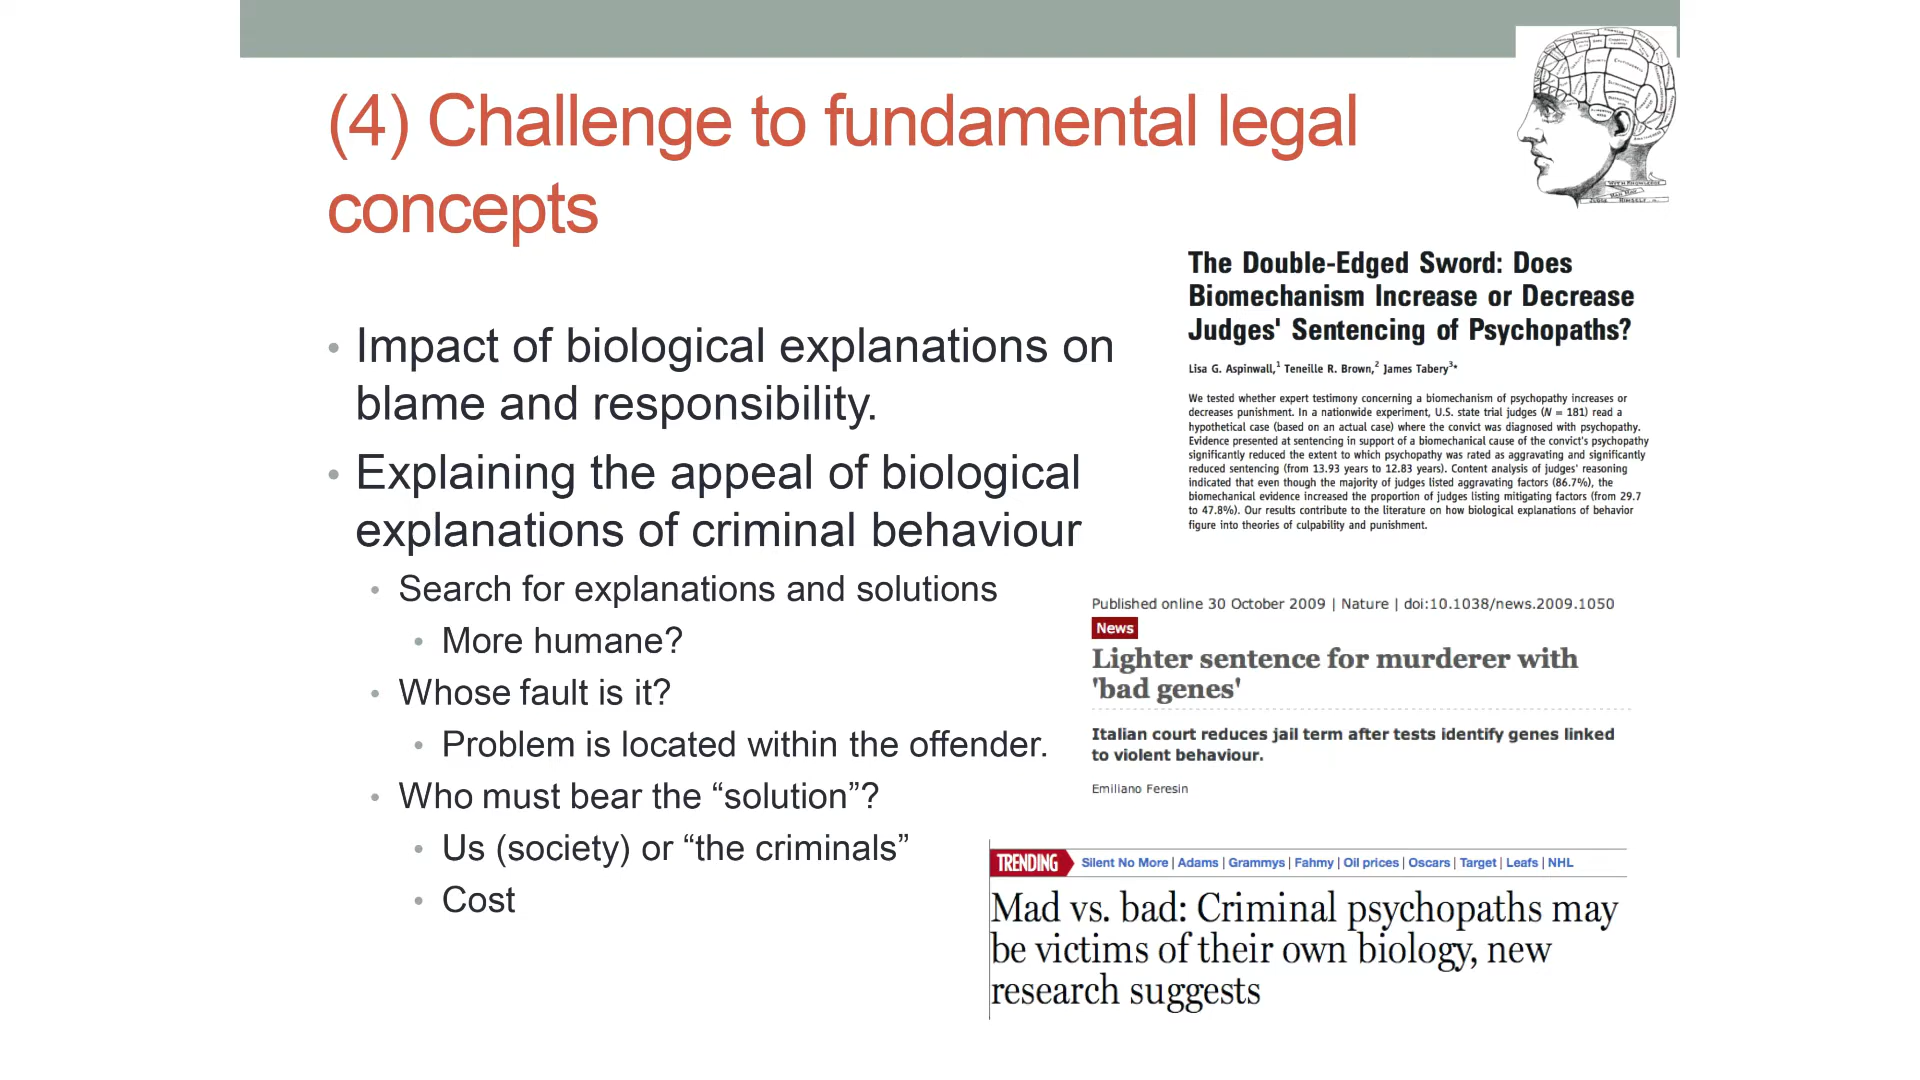 (4) Challenge to fundamental legal
concepts
• Impact of biological explanations on
blame and responsibility.
• Explaining the appeal of biological
explanations of criminal behaviour
• Search for explanations and solutions
• More humane?
• Whose fault is it?
• Problem is located within the offender.
• Who must bear the “solution”?
• Us (society) or “the criminals”
• Cost
The Double-Edged Sword: Does
Biomechanism Increase or Decrease
Judges' Sentencing of Psychopaths?
Lisa G. Aspinwall,1 Teneille R. Brown,2 James Tabery3*
We tested whether expert testimony concerning a biomechanism of psychopathy increases or
decreases punishment. In a nationwide experiment, U.S. state trial judges (N = 181) read a
hypothetical case (based on an actual case) where the convict was diagnosed with psychopathy.
Evidence presented at sentencing in support of a biomechanical cause of the convict's psychopathy
significantly reduced the extent to which psychopathy was rated as aggravating and significantly
reduced sentencing (from 13.93 years to 12.83 years). Content analysis of judges' reasoning
indicated that even though the majority of judges listed aggravating factors (86.7%), the
biomechanical evidence increased the proportion of judges listing mitigating factors (from 29.7
to 47.8%). Our results contribute to the literature on how biological explanations of behavior
figure into theories of culpability and punishment.
Published online 30 October 2009 | Nature | doi:10.1038/news.2009.1050
News
Lighter sentence for murderer with
'bad genes'
Italian court reduces jail term after tests identify genes linked
to violent behaviour.
Emiliano Feresin
TRENDING Silent No More | Adams | Grammys | Fahmy | Oil prices | Oscars | Target | Leafs | NHL
Mad vs. bad: Criminal psychopaths may
be victims of their own biology, new
research suggests